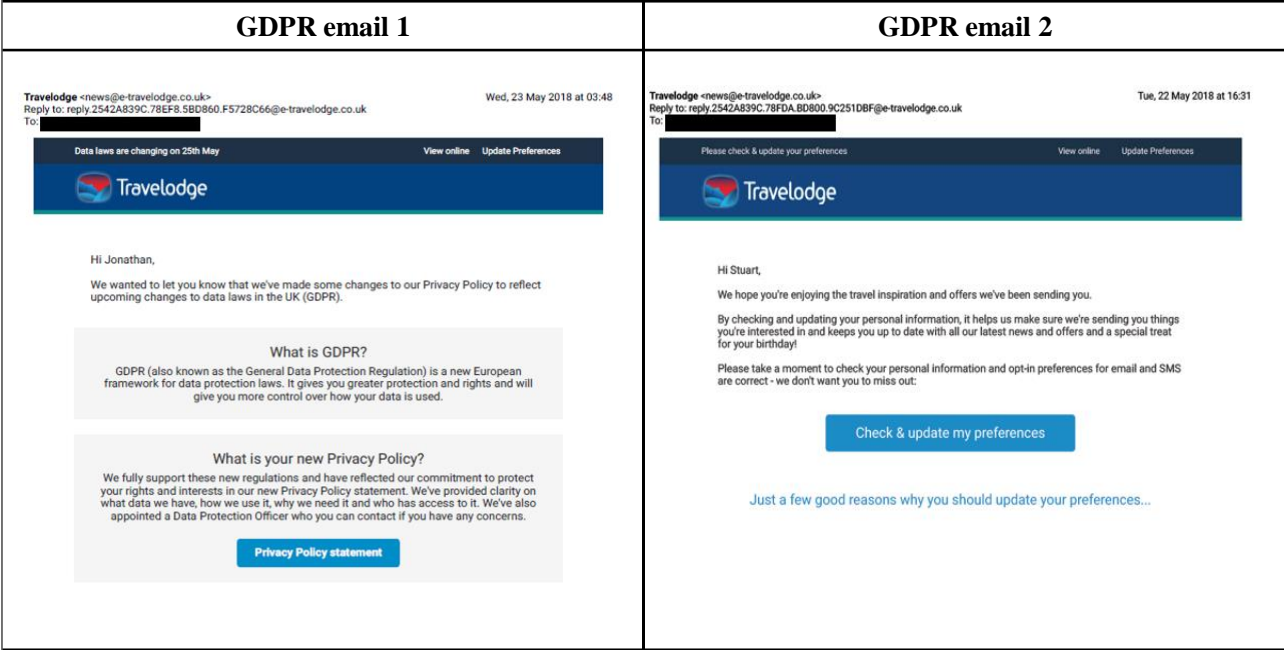 GDPR email 1
Travelodge <news@e-travelodge.co.uk>
Wed, 23 May 2018 at 03:48
Reply to: reply.2542A839C.78EF8.5BD860.F5728C66@e-travelodge.co.uk
To:
Data laws are changing on 25th May
View online Update Preferences
Travelodge
Hi Jonathan,
We wanted to let you know that we've made some changes to our Privacy Policy to reflect
upcoming changes to data laws in the UK (GDPR).
What is GDPR?
GDPR (also known as the General Data Protection Regulation) is a new European
framework for data protection laws. It gives you greater protection and rights and will
give you more control over how your data is used.
What is your new Privacy Policy?
We fully support these new regulations and have reflected our commitment to protect
your rights and interests in our new Privacy Policy statement. We've provided clarity on
what data we have, how we use it, why we need it and who has access to it. We've also
appointed a Data Protection Officer who you can contact if you have any concerns.
Privacy Policy statement
GDPR email 2
Travelodge <news@e-travelodge.co.uk>
Tue, 22 May 2018 at 16:31
Reply to: reply.2542A839C.78FDA.BD800.9C251DBF@e-travelodge.co.uk
To:
Please check & update your preferences
View online Update Preferences
Travelodge
Hi Stuart,
We hope you're enjoying the travel inspiration and offers we've been sending you.
By checking and updating your personal information, it helps us make sure we're sending you things
you're interested in and keeps you up to date with all our latest news and offers and a special treat
for your birthday!
Please take a moment to check your personal information and opt-in preferences for email and SMS
are correct - we don't want you to miss out:
Check & update my preferences
Just a few good reasons why you should update your preferences...